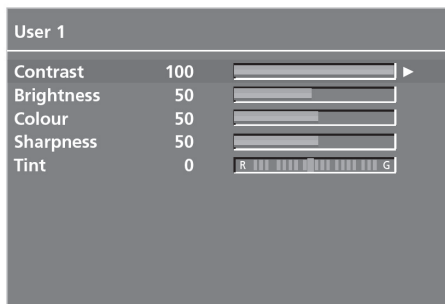 User 1
Contrast 100
Brightness 50
Colour 50
Sharpness 50
Tint 0 R G